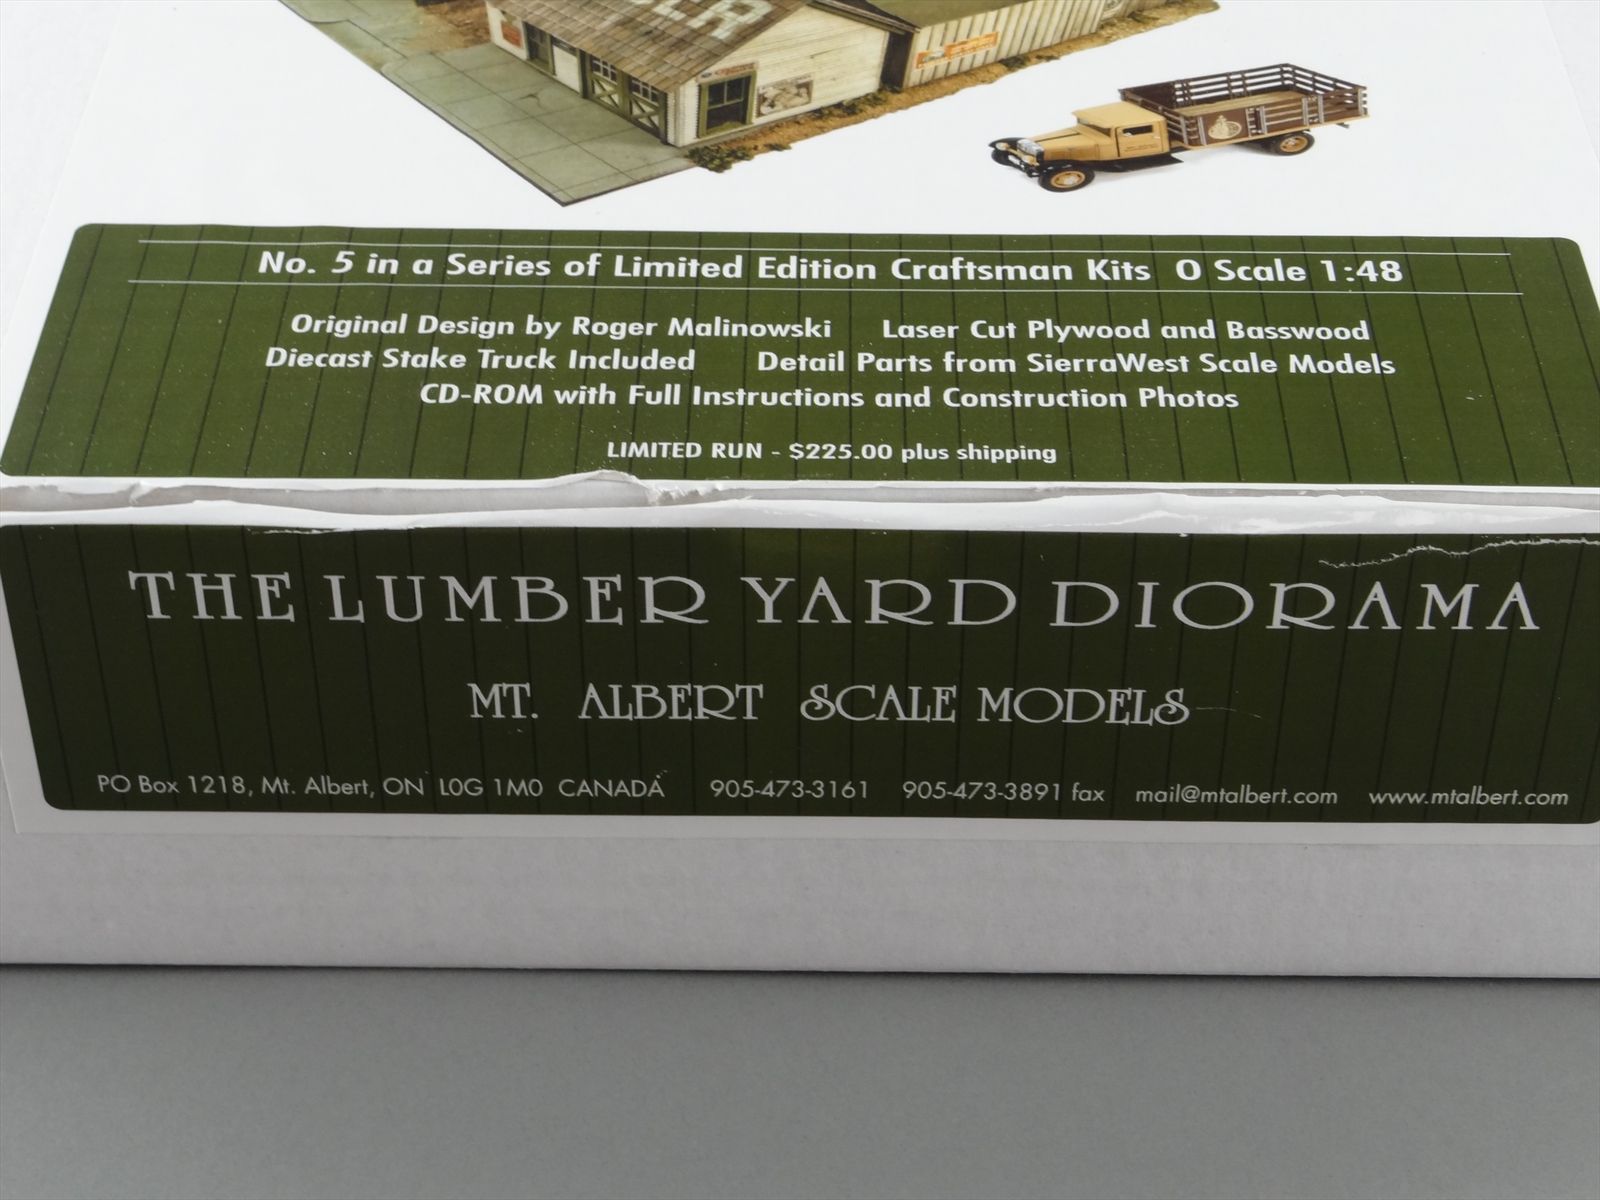 No. 5 in a Series of Limited Edition Craftsman Kits O Scale 1:48
Original Design by Roger Malinowski Laser Cut Plywood and Basswood
Diecast Stake Truck Included Detail Parts from SierraWest Scale Models
CD-ROM with Full Instructions and Construction Photos
LIMITED RUN - $225.00 plus shipping
THE LUMBER YARD DIORAMA
MT. ALBERT SCALE MODELS
PO Box 1218, Mt. Albert, ON L0G 1M0 CANADA 905-473-3161 905-473-3891 fax mail@mtalbert.com www.mtalbert.com